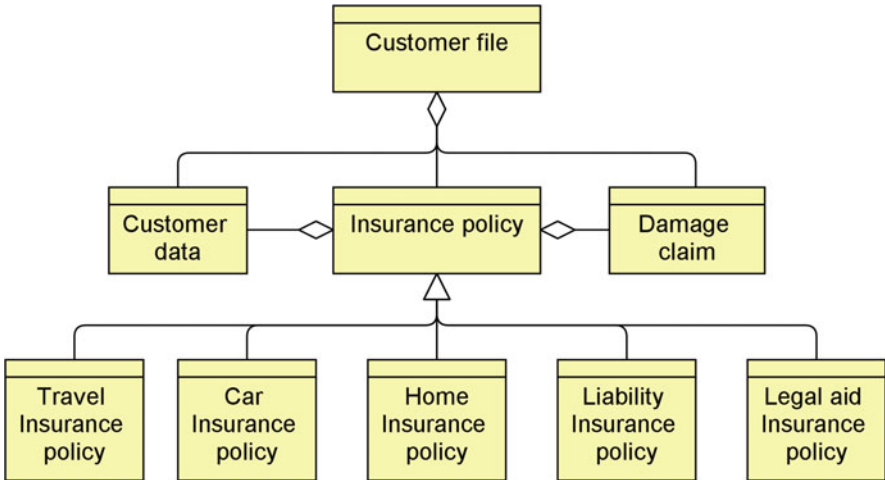 Customer file
Customer
data
Insurance policy
Damage
claim
Travel
Insurance
policy
Car
Insurance
policy
Home
Insurance
policy
Liability
Insurance
policy
Legal aid
Insurance
policy